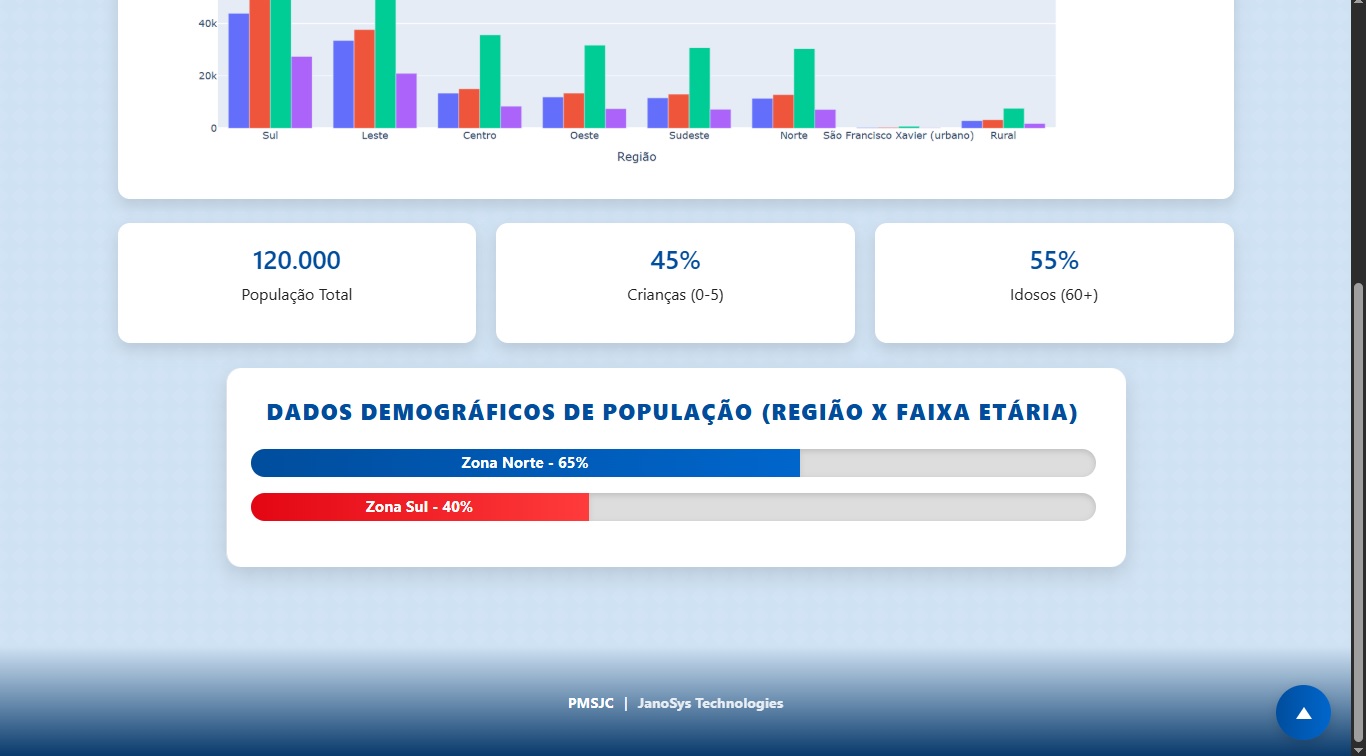 40k
20k
0
Sul Leste Centro Oeste Sudeste Norte São Francisco Xavier (urbano) Rural
Região
120.000
População Total
45%
Crianças (0-5)
55%
Idosos (60+)
DADOS DEMOGRÁFICOS DE POPULAÇÃO (REGIÃO X FAIXA ETÁRIA)
Zona Norte - 65%
Zona Sul - 40%
PMSJC | JanoSys Technologies